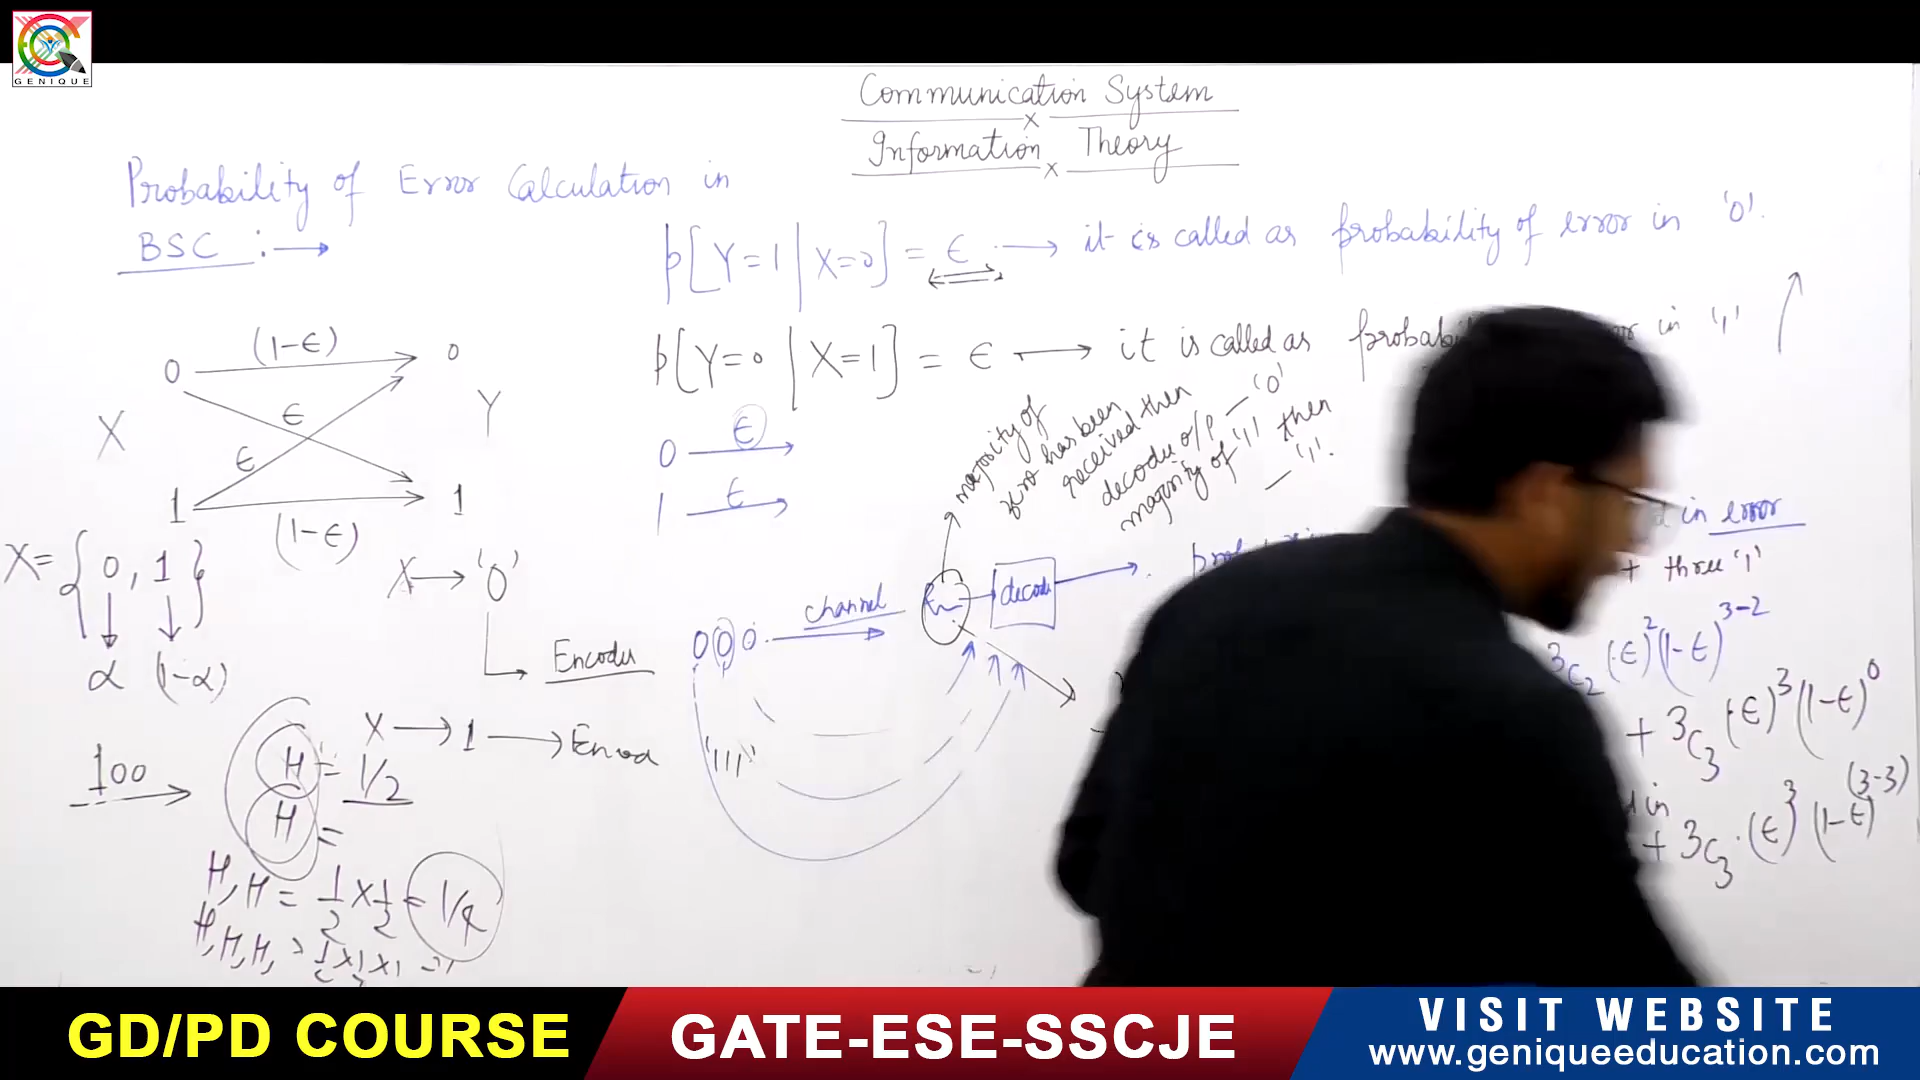 GENIQUE
Communication System
Information Theory
Probability of Error Calculation in
BSC :→
p[Y=1 | X=0] = ϵ → it is called as probability of error in '0'.
p[Y=0 | X=1] = ϵ → it is called as in '1'
0 (1-ϵ) 0
X ϵ ϵ Y
1 (1-ϵ) 1
0 ϵ →
1 ϵ →
majority of
zero has been
received then
decoder o/p — '0'
majority of '1' then
— '1'.
X = {0, 1}
α (1-α)
X → '0'
Encoder
X → 1 →
000 channel decode
'111'
in error
three '1'
3C2 (ϵ)^2 (1-ϵ)^3-2
+ 3C3 (ϵ)^3 (1-ϵ)^0
in
+ 3C3 . (ϵ)^3 (1-ϵ)^(3-3)
100 →
H = 1/2
H =
H, H = 1/2 x 1/2 = 1/4
H, H, H,
GD/PD COURSE
GATE-ESE-SSCJE
VISIT WEBSITE
www.geniqueeducation.com